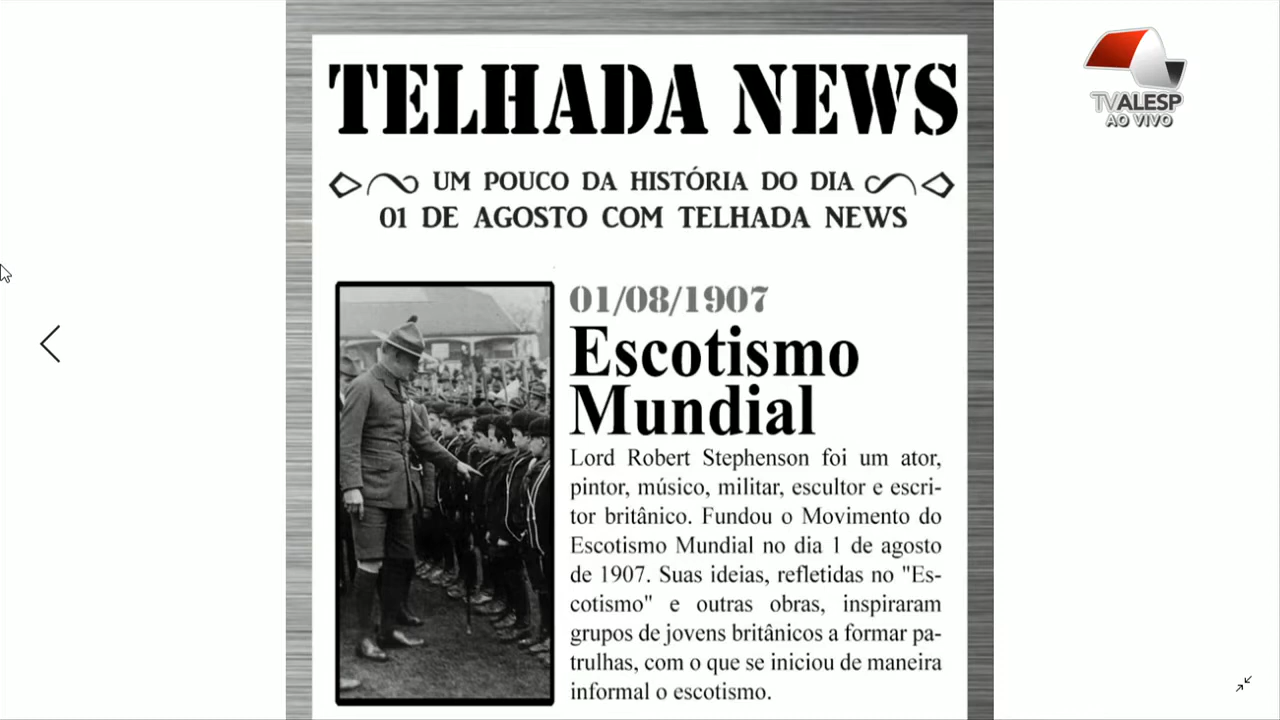 TELHADA NEWS
UM POUCO DA HISTÓRIA DO DIA
01 DE AGOSTO COM TELHADA NEWS
01/08/1907
Escotismo
Mundial
Lord Robert Stephenson foi um ator,
pintor, músico, militar, escultor e escri-
tor britânico. Fundou o Movimento do
Escotismo Mundial no dia 1 de agosto
de 1907. Suas ideias, refletidas no "Es-
cotismo" e outras obras, inspiraram
grupos de jovens britânicos a formar pa-
trulhas, com o que se iniciou de maneira
informal o escotismo.
TVALESP
AO VIVO